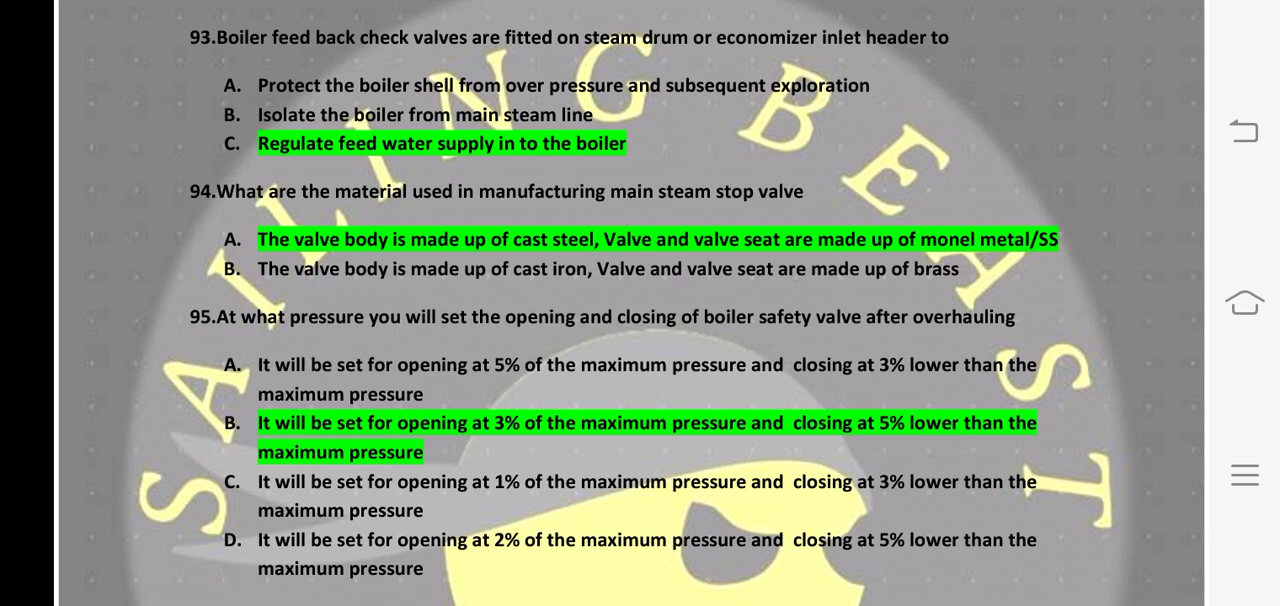 93.Boiler feed back check valves are fitted on steam drum or economizer inlet header to
A. Protect the boiler shell from over pressure and subsequent exploration
B. Isolate the boiler from main steam line
C. Regulate feed water supply in to the boiler
94.What are the material used in manufacturing main steam stop valve
A. The valve body is made up of cast steel, Valve and valve seat are made up of monel metal/SS
B. The valve body is made up of cast iron, Valve and valve seat are made up of brass
95.At what pressure you will set the opening and closing of boiler safety valve after overhauling
A. It will be set for opening at 5% of the maximum pressure and closing at 3% lower than the
maximum pressure
B. It will be set for opening at 3% of the maximum pressure and closing at 5% lower than the
maximum pressure
C. It will be set for opening at 1% of the maximum pressure and closing at 3% lower than the
maximum pressure
D. It will be set for opening at 2% of the maximum pressure and closing at 5% lower than the
maximum pressure
SAILING BEAST